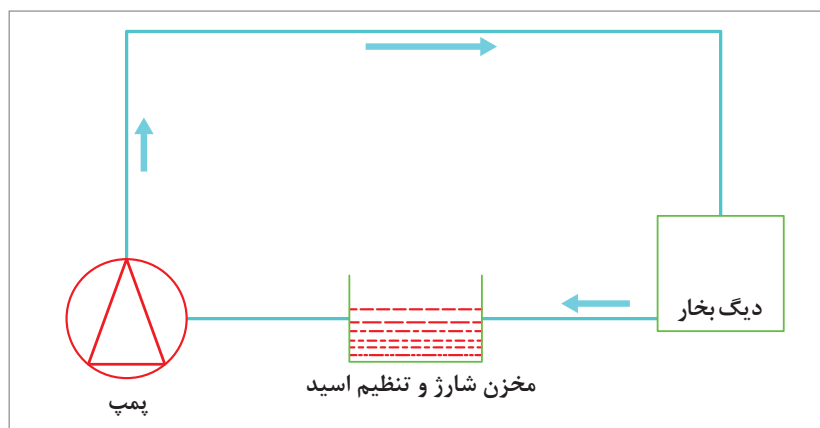 دیگ بخار
مخزن شارژ و تنظیم اسید
پمپ